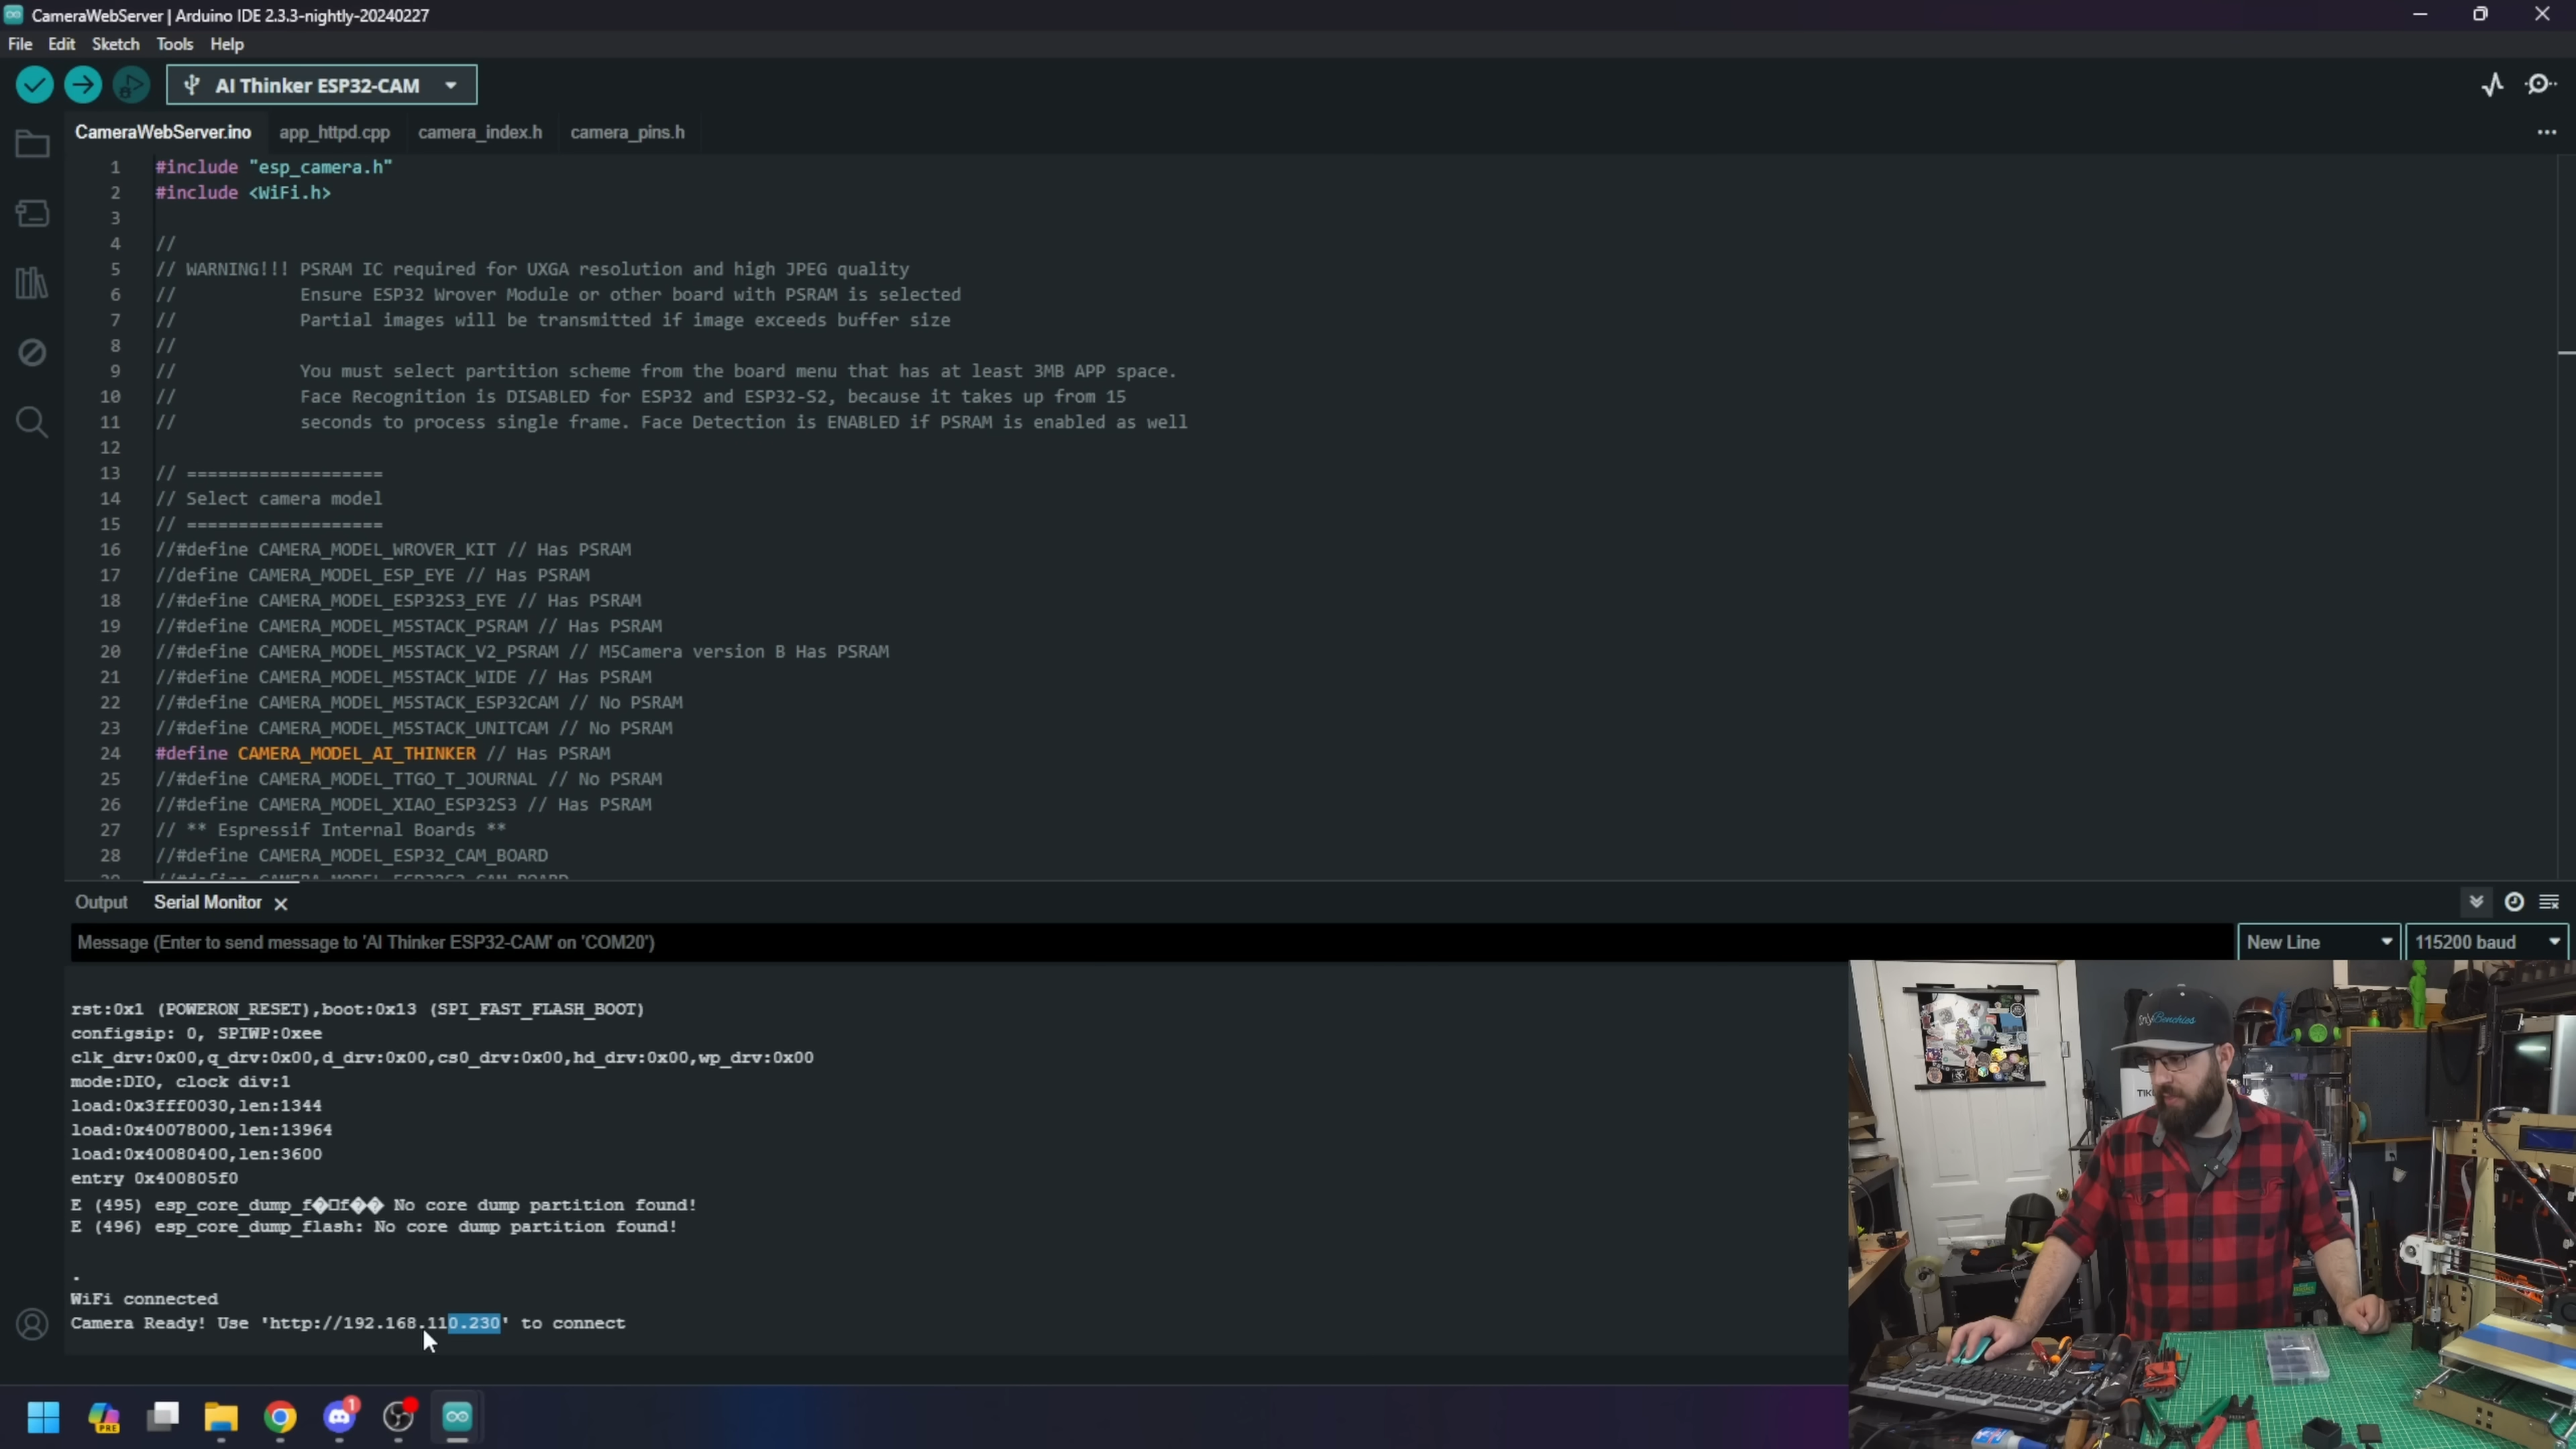 CameraWebServer | Arduino IDE 2.3.3-nightly-20240227
File Edit Sketch Tools Help
AI Thinker ESP32-CAM
CameraWebServer.ino app_httpd.cpp camera_index.h camera_pins.h
1 #include "esp_camera.h"
2 #include <WiFi.h>
3
4 //
5 // WARNING!!! PSRAM IC required for UXGA resolution and high JPEG quality
6 // Ensure ESP32 Wrover Module or other board with PSRAM is selected
7 // Partial images will be transmitted if image exceeds buffer size
8 //
9 // You must select partition scheme from the board menu that has at least 3MB APP space.
10 // Face Recognition is DISABLED for ESP32 and ESP32-S2, because it takes up from 15
11 // seconds to process single frame. Face Detection is ENABLED if PSRAM is enabled as well
12
13 // ===================
14 // Select camera model
15 // ===================
16 //#define CAMERA_MODEL_WROVER_KIT // Has PSRAM
17 //define CAMERA_MODEL_ESP_EYE // Has PSRAM
18 //#define CAMERA_MODEL_ESP32S3_EYE // Has PSRAM
19 //#define CAMERA_MODEL_M5STACK_PSRAM // Has PSRAM
20 //#define CAMERA_MODEL_M5STACK_V2_PSRAM // M5Camera version B Has PSRAM
21 //#define CAMERA_MODEL_M5STACK_WIDE // Has PSRAM
22 //#define CAMERA_MODEL_M5STACK_ESP32CAM // No PSRAM
23 //#define CAMERA_MODEL_M5STACK_UNITCAM // No PSRAM
24 #define CAMERA_MODEL_AI_THINKER // Has PSRAM
25 //#define CAMERA_MODEL_TTGO_T_JOURNAL // No PSRAM
26 //#define CAMERA_MODEL_XIAO_ESP32S3 // Has PSRAM
27 // ** Espressif Internal Boards **
28 //#define CAMERA_MODEL_ESP32_CAM_BOARD
Output Serial Monitor
Message (Enter to send message to 'AI Thinker ESP32-CAM' on 'COM20')
New Line 115200 baud
rst:0x1 (POWERON_RESET),boot:0x13 (SPI_FAST_FLASH_BOOT)
configsip: 0, SPIWP:0xee
clk_drv:0x00,q_drv:0x00,d_drv:0x00,cs0_drv:0x00,hd_drv:0x00,wp_drv:0x00
mode:DIO, clock div:1
load:0x3fff0030,len:1344
load:0x40078000,len:13964
load:0x40080400,len:3600
entry 0x400805f0
E (495) esp_core_dump_f�□f�� No core dump partition found!
E (496) esp_core_dump_flash: No core dump partition found!
.
WiFi connected
Camera Ready! Use 'http://192.168.110.230' to connect
PRE
1